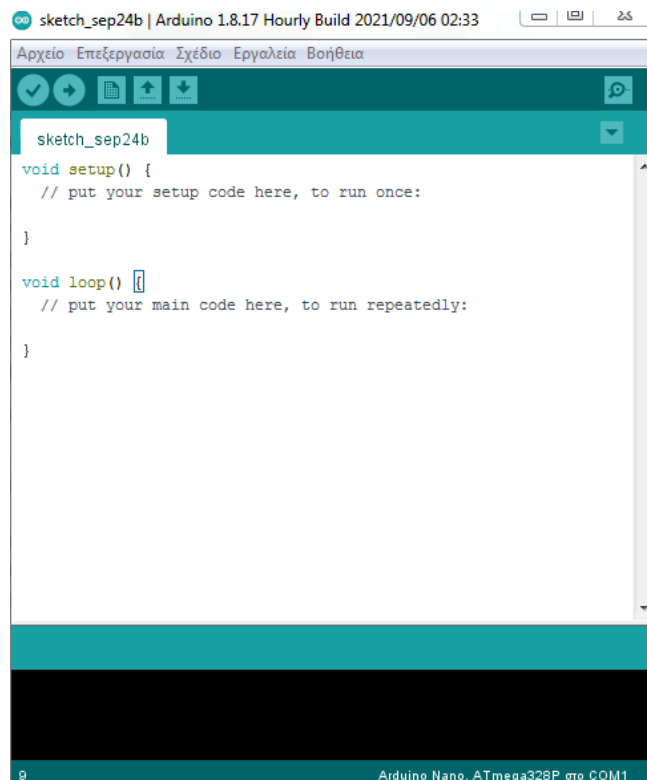 sketch_sep24b | Arduino 1.8.17 Hourly Build 2021/09/06 02:33
Αρχείο Επεξεργασία Σχέδιο Εργαλεία Βοήθεια
sketch_sep24b
void setup() {
  // put your setup code here, to run once:
}
void loop() {
  // put your main code here, to run repeatedly:
}
9 Arduino Nano, ATmega328P στο COM1